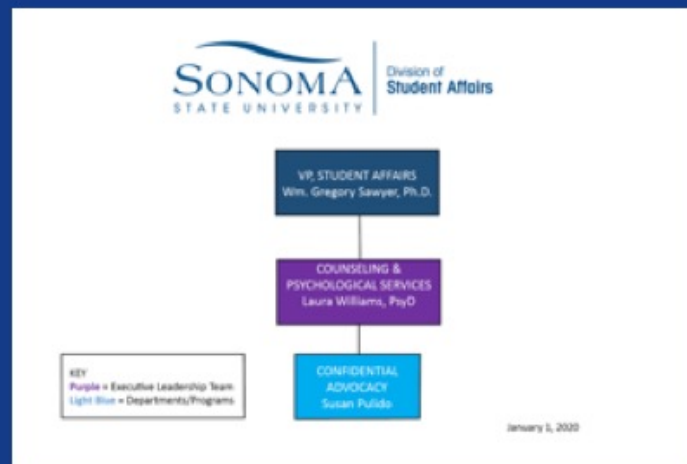 SONOMA
STATE UNIVERSITY
Division of
Student Affairs
VP, STUDENT AFFAIRS
Wm. Gregory Sawyer, Ph.D.
COUNSELING &
PSYCHOLOGICAL SERVICES
Laura Williams, PsyD
CONFIDENTIAL
ADVOCACY
Susan Pulido
KEY
Purple = Executive Leadership Team
Light Blue = Departments/Programs
January 1, 2020